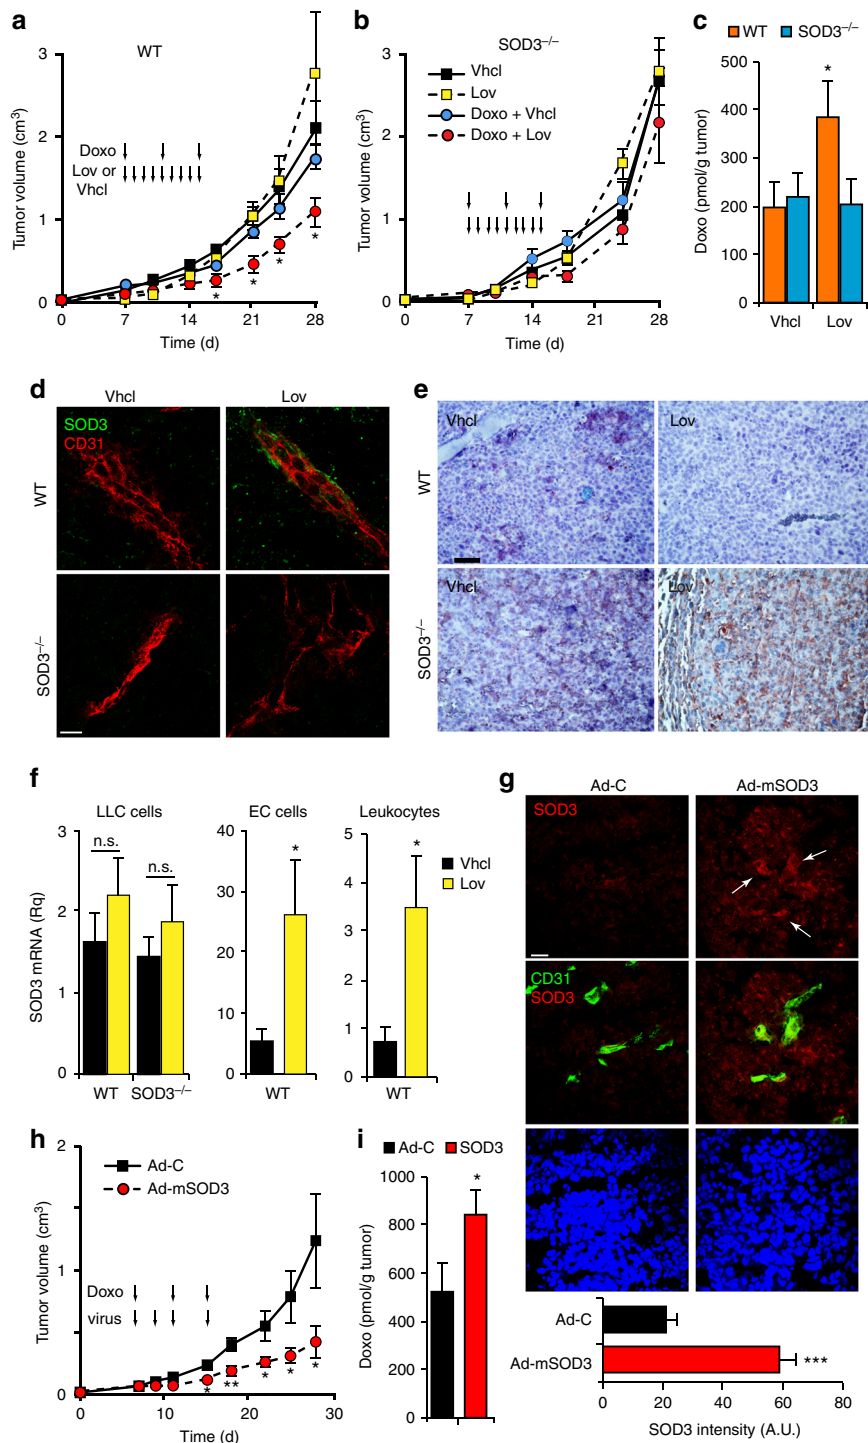 a
WT
Tumor volume (cm³)
3
2
1
0
Doxo
Lov or
Vhcl
*
*
*
*
0
7
14
21
28
Time (d)
b
SOD3–/–
Tumor volume (cm³)
3
2
1
0
Vhcl
Lov
Doxo + Vhcl
Doxo + Lov
0
7
14
21
28
Time (d)
c
WT
SOD3–/–
Doxo (pmol/g tumor)
500
400
300
200
100
0
*
Vhcl
Lov
d
Vhcl
Lov
SOD3
CD31
WT
SOD3–/–
e
Vhcl
Lov
WT
Vhcl
Lov
SOD3–/–
f
LLC cells
SOD3 mRNA (Rq)
3
2
1
0
n.s.
n.s.
WT
SOD3–/–
EC cells
40
30
20
10
0
*
WT
Leukocytes
5
4
3
2
1
0
*
WT
Vhcl
Lov
g
Ad-C
Ad-mSOD3
SOD3
CD31
SOD3
Ad-C
Ad-mSOD3
***
0
20
40
60
80
SOD3 intensity (A.U.)
h
Tumor volume (cm³)
2
1
0
Ad-C
Ad-mSOD3
Doxo
virus
*
**
*
*
*
0
10
20
30
Time (d)
i
Ad-C
SOD3
Doxo (pmol/g tumor)
1000
800
600
400
200
0
*